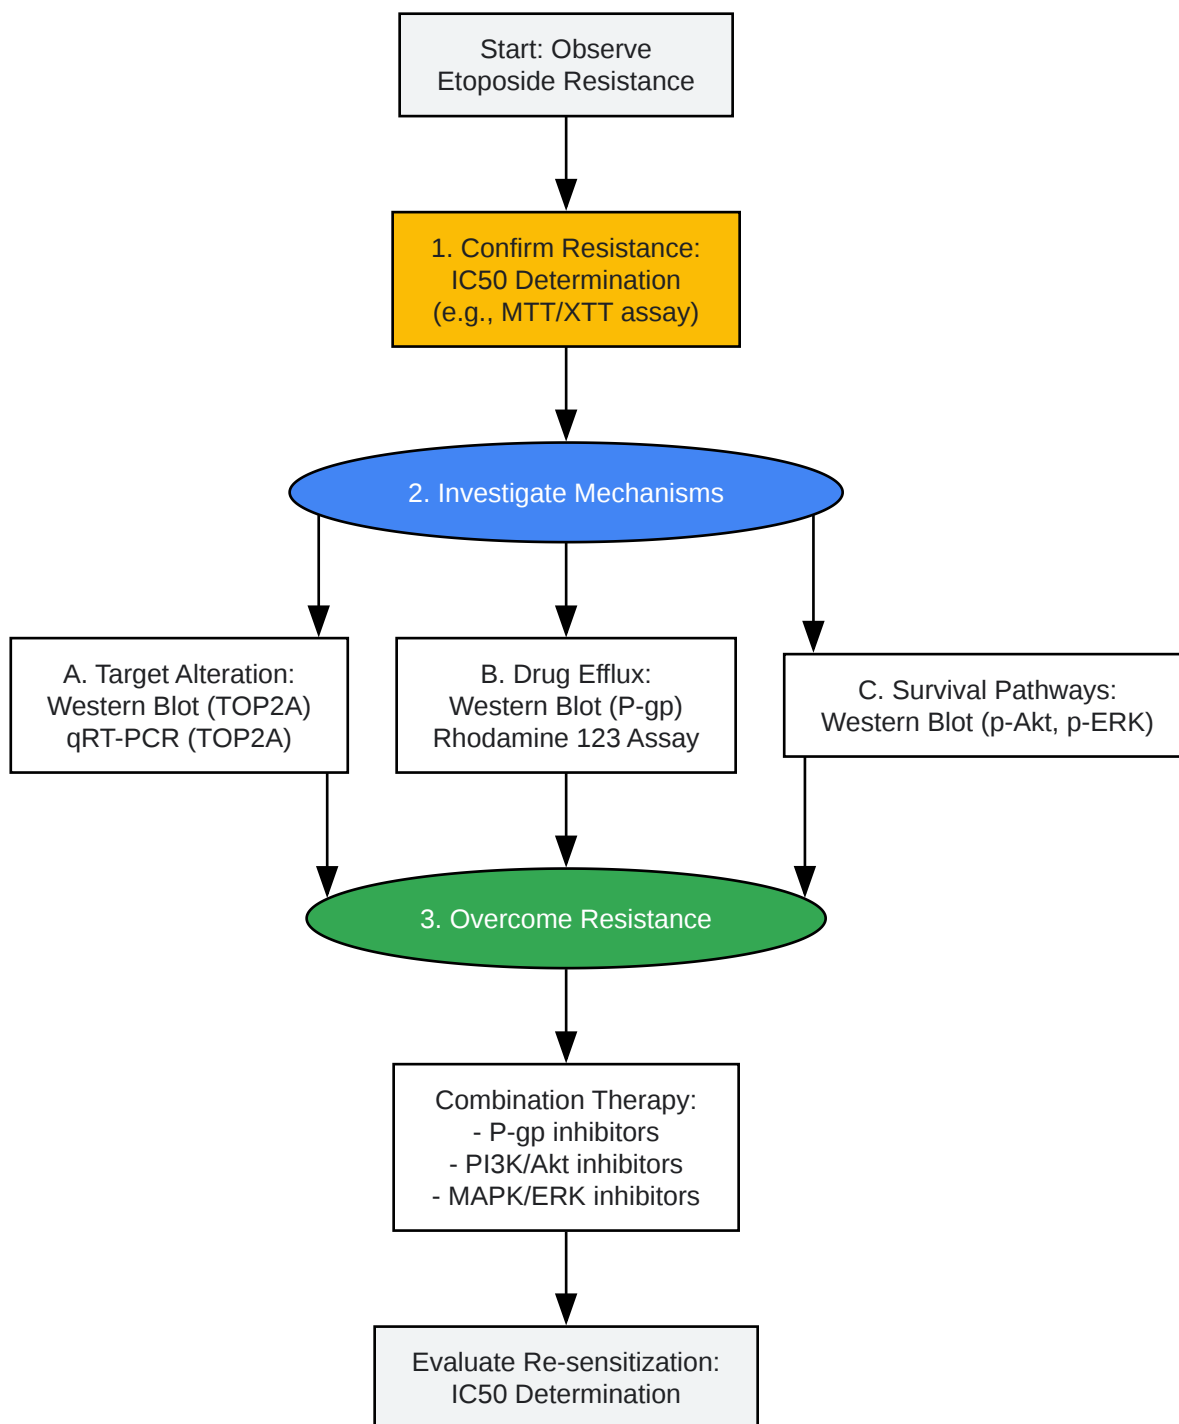 Start: Observe
Etoposide Resistance
1. Confirm Resistance:
IC50 Determination
(e.g., MTT/XTT assay)
2. Investigate Mechanisms
A. Target Alteration:
Western Blot (TOP2A)
qRT-PCR (TOP2A)
B. Drug Efflux:
Western Blot (P-gp)
Rhodamine 123 Assay
C. Survival Pathways:
Western Blot (p-Akt, p-ERK)
3. Overcome Resistance
Combination Therapy:
- P-gp inhibitors
- PI3K/Akt inhibitors
- MAPK/ERK inhibitors
Evaluate Re-sensitization:
IC50 Determination